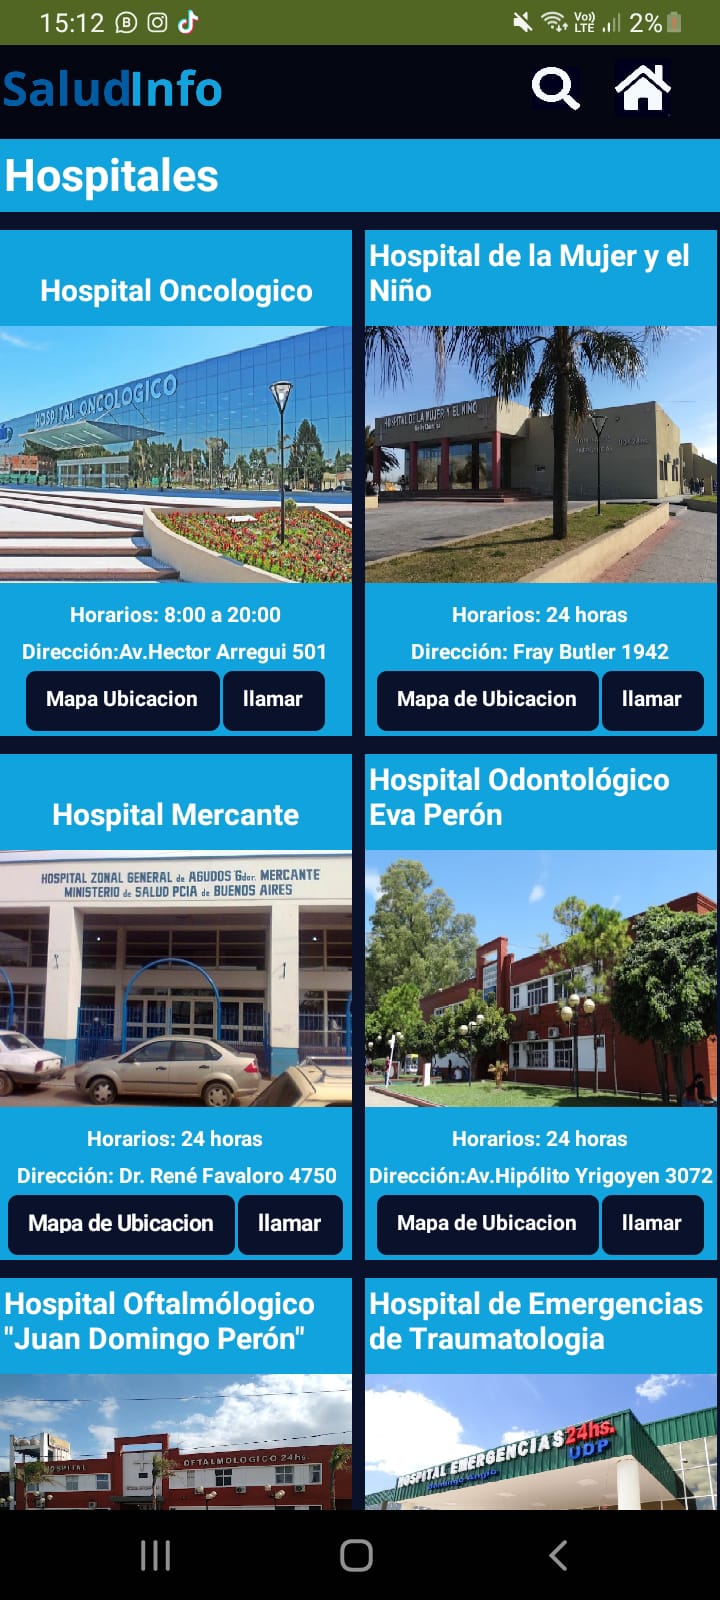 15:12
Vo))
LTE
2%
SaludInfo
Hospitales
Hospital Oncologico
HOSPITAL ONCOLOGICO
Horarios: 8:00 a 20:00
Dirección:Av.Hector Arregui 501
Mapa Ubicacion
llamar
Hospital de la Mujer y el
Niño
HOSPITAL DE LA MUJER Y EL NIÑO
Horarios: 24 horas
Dirección: Fray Butler 1942
Mapa de Ubicacion
llamar
Hospital Mercante
HOSPITAL ZONAL GENERAL de AGUDOS Gdor. MERCANTE
MINISTERIO de SALUD PCIA de BUENOS AIRES
Horarios: 24 horas
Dirección: Dr. René Favaloro 4750
Mapa de Ubicacion
llamar
Hospital Odontológico
Eva Perón
Horarios: 24 horas
Dirección:Av.Hipólito Yrigoyen 3072
Mapa de Ubicacion
llamar
Hospital Oftalmólogico
"Juan Domingo Perón"
HOSPITAL
OFTALMOLOGICO 24hs.
Hospital de Emergencias
de Traumatologia
HOSPITAL EMERGENCIAS 24hs.
UDP